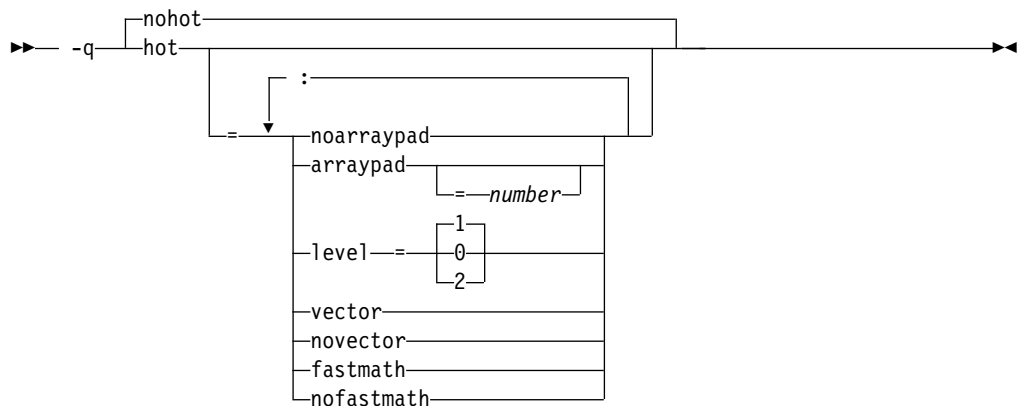 nohot
-q hot
:
= noarraypad
arraypad
= number
1
level = 0
2
vector
novector
fastmath
nofastmath